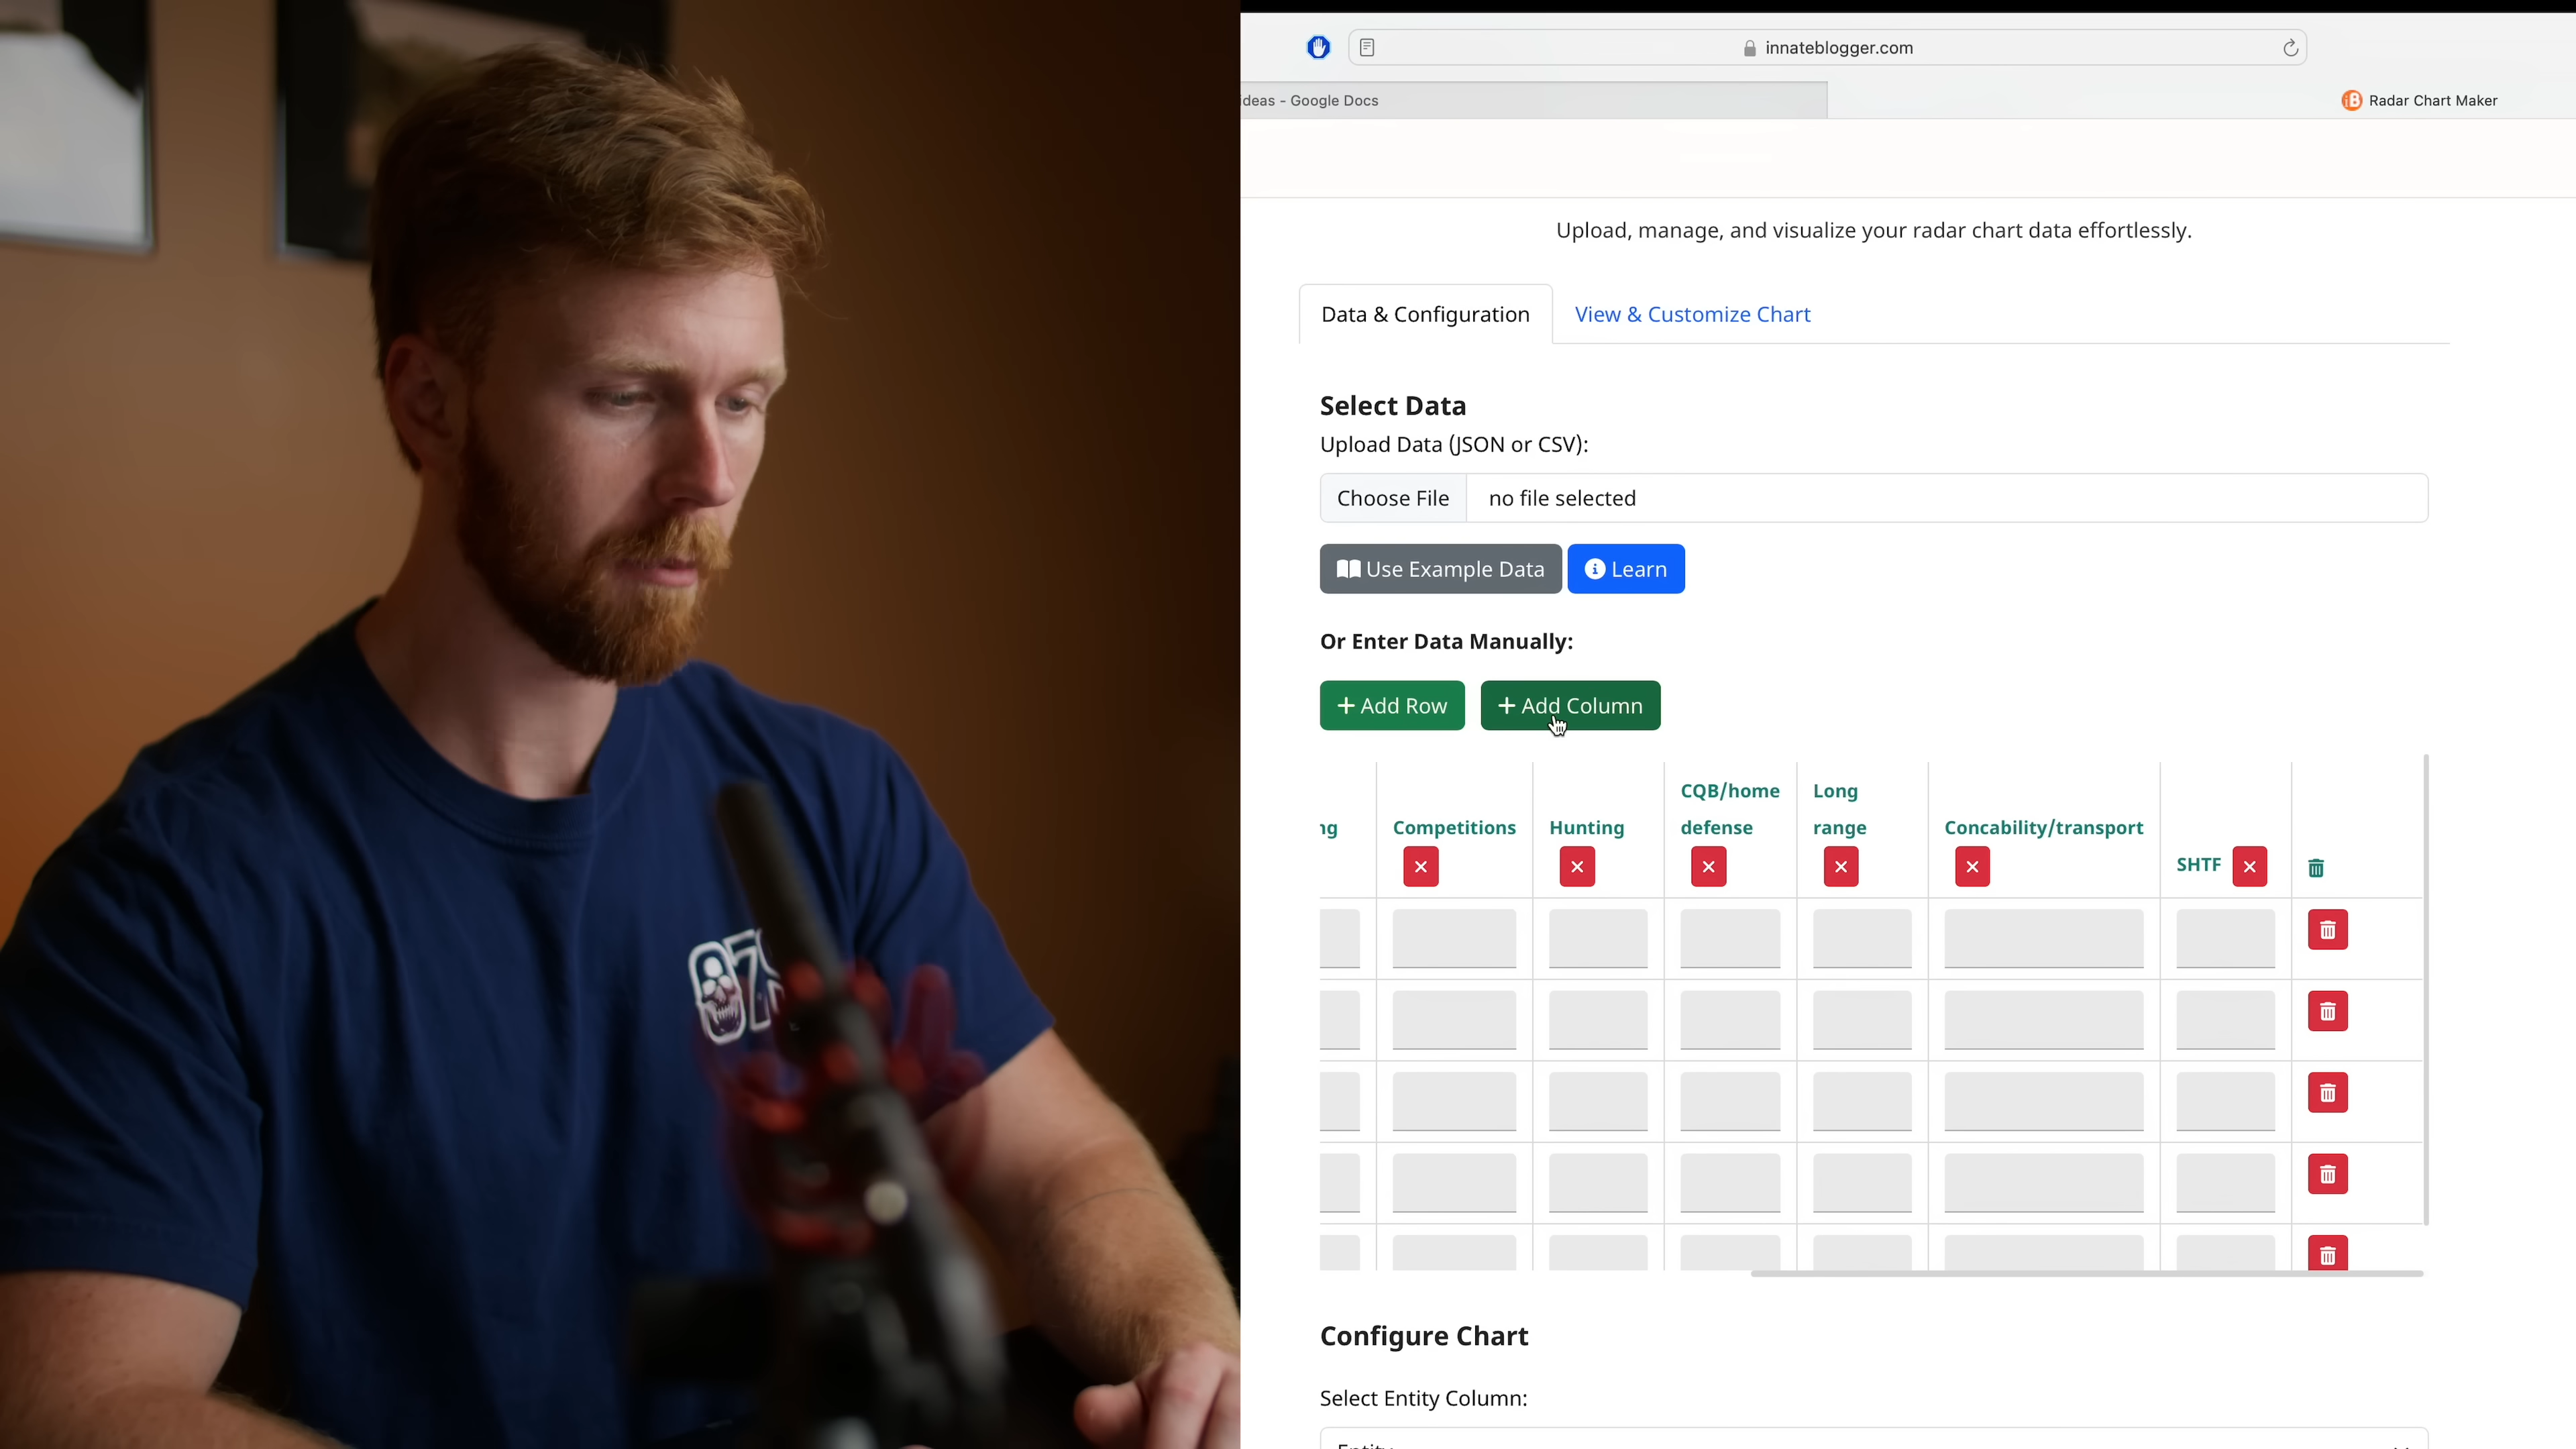 innateblogger.com
ideas - Google Docs
Radar Chart Maker
Upload, manage, and visualize your radar chart data effortlessly.
Data & Configuration
View & Customize Chart
Select Data
Upload Data (JSON or CSV):
Choose File no file selected
Use Example Data
Learn
Or Enter Data Manually:
+ Add Row
+ Add Column
ng
Competitions
Hunting
CQB/home
defense
Long
range
Concability/transport
SHTF
Configure Chart
Select Entity Column:
Entity